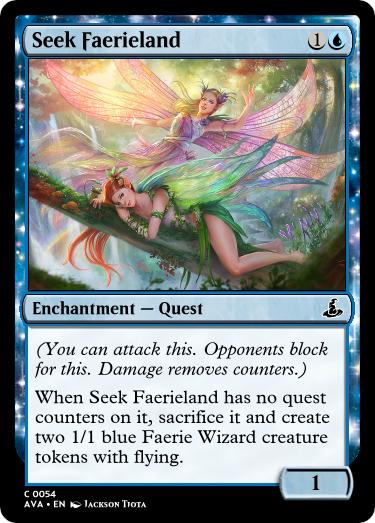 Seek Faerieland 1
Enchantment — Quest
(You can attack this. Opponents block
for this. Damage removes counters.)
When Seek Faerieland has no quest
counters on it, sacrifice it and create
two 1/1 blue Faerie Wizard creature
tokens with flying.
1
C 0054
AVA • EN Jackson Tjota